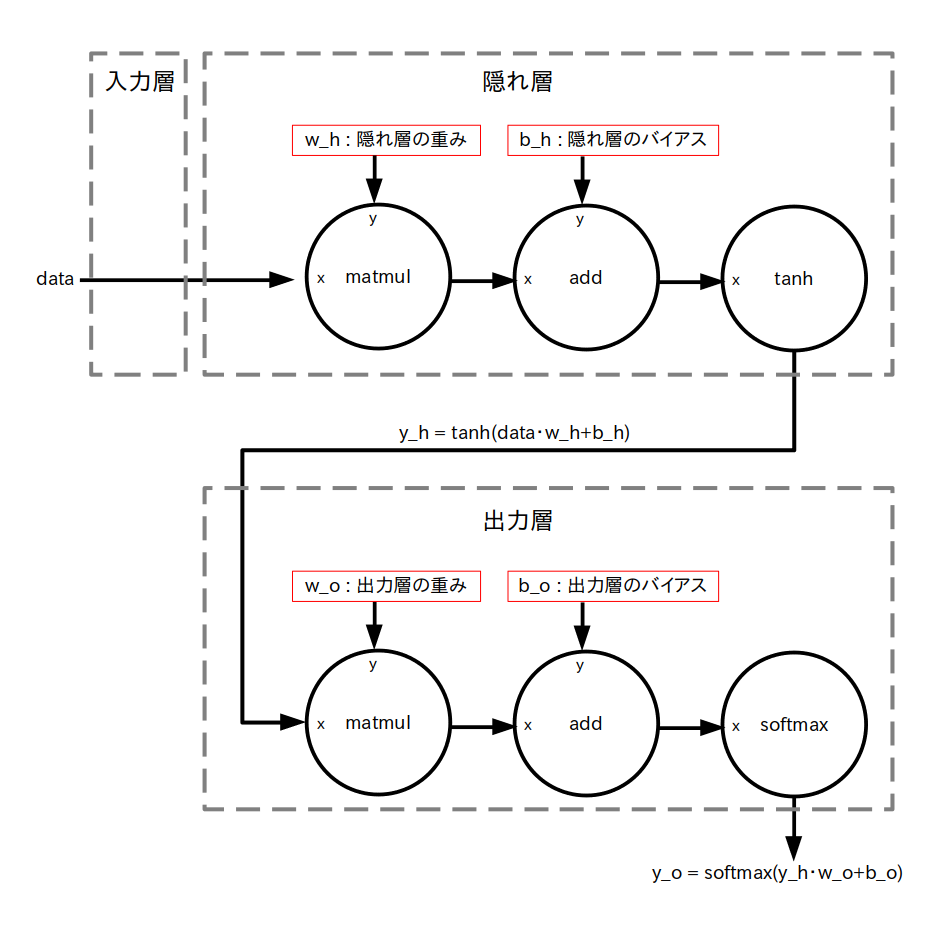 入力層
隠れ層
w_h : 隠れ層の重み
b_h : 隠れ層のバイアス
y
y
data
x
matmul
x
add
x
tanh
y_h = tanh(data・w_h+b_h)
出力層
w_o : 出力層の重み
b_o : 出力層のバイアス
y
y
x
matmul
x
add
x
softmax
y_o = softmax(y_h・w_o+b_o)